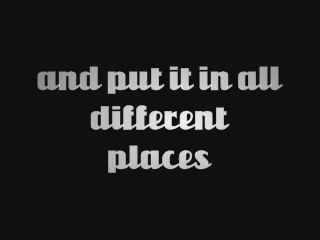 and put it in all
different
places